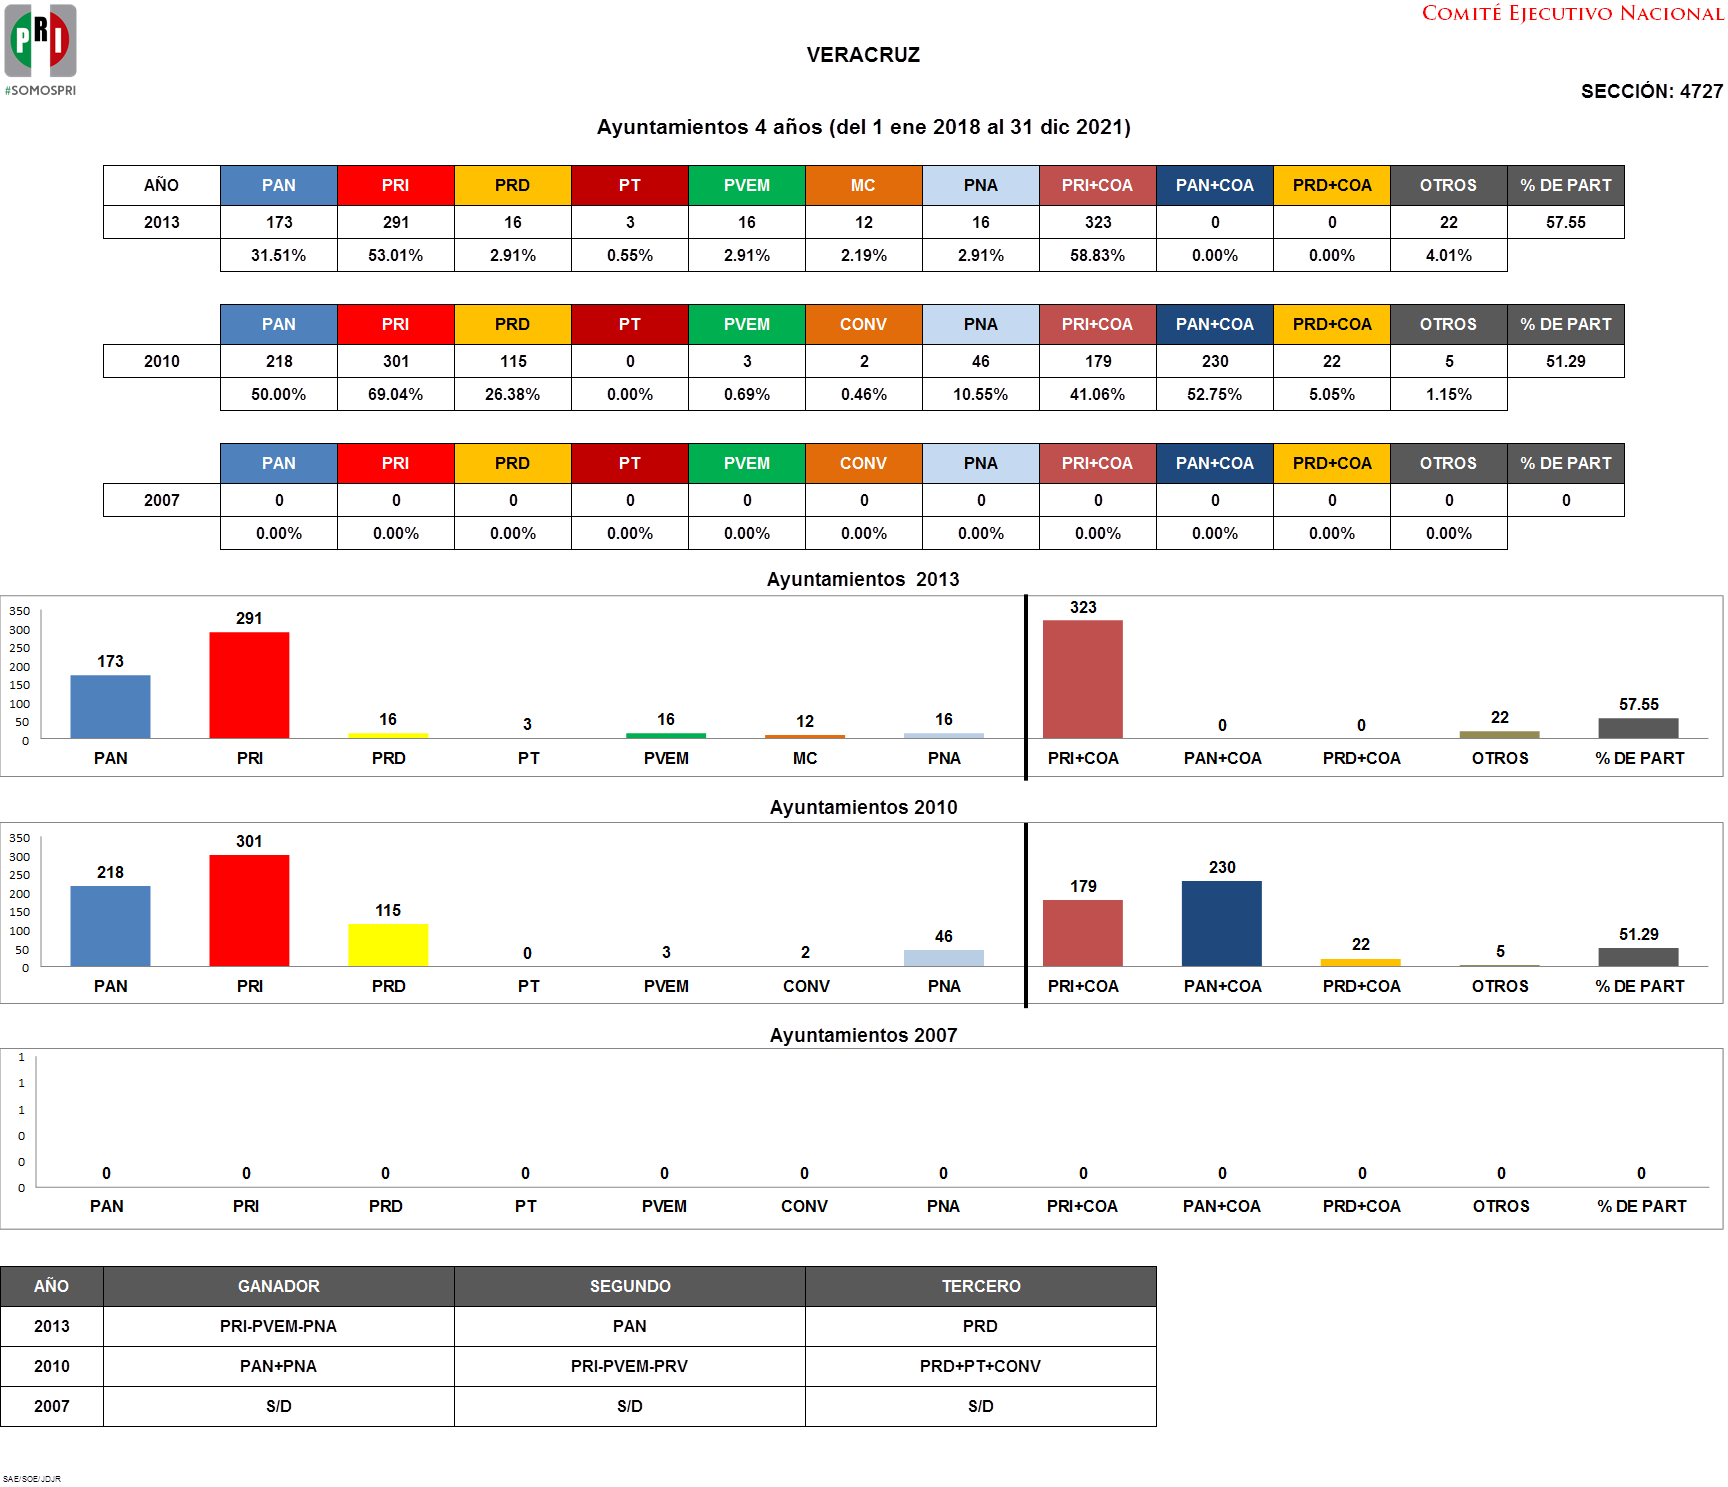 PRI
#SOMOSPRI
COMITÉ EJECUTIVO NACIONAL
VERACRUZ
SECCIÓN: 4727
Ayuntamientos 4 años (del 1 ene 2018 al 31 dic 2021)
AÑO PAN PRI PRD PT PVEM MC PNA PRI+COA PAN+COA PRD+COA OTROS % DE PART
2013 173 291 16 3 16 12 16 323 0 0 22 57.55
31.51% 53.01% 2.91% 0.55% 2.91% 2.19% 2.91% 58.83% 0.00% 0.00% 4.01%
PAN PRI PRD PT PVEM CONV PNA PRI+COA PAN+COA PRD+COA OTROS % DE PART
2010 218 301 115 0 3 2 46 179 230 22 5 51.29
50.00% 69.04% 26.38% 0.00% 0.69% 0.46% 10.55% 41.06% 52.75% 5.05% 1.15%
PAN PRI PRD PT PVEM CONV PNA PRI+COA PAN+COA PRD+COA OTROS % DE PART
2007 0 0 0 0 0 0 0 0 0 0 0 0
0.00% 0.00% 0.00% 0.00% 0.00% 0.00% 0.00% 0.00% 0.00% 0.00% 0.00%
Ayuntamientos 2013
350
300
250
200
150
100
50
0
173 291 16 3 16 12 16 323 0 0 22 57.55
PAN PRI PRD PT PVEM MC PNA PRI+COA PAN+COA PRD+COA OTROS % DE PART
Ayuntamientos 2010
350
300
250
200
150
100
50
0
218 301 115 0 3 2 46 179 230 22 5 51.29
PAN PRI PRD PT PVEM CONV PNA PRI+COA PAN+COA PRD+COA OTROS % DE PART
Ayuntamientos 2007
1
1
1
0
0
0
0 0 0 0 0 0 0 0 0 0 0 0
PAN PRI PRD PT PVEM CONV PNA PRI+COA PAN+COA PRD+COA OTROS % DE PART
AÑO GANADOR SEGUNDO TERCERO
2013 PRI-PVEM-PNA PAN PRD
2010 PAN+PNA PRI-PVEM-PRV PRD+PT+CONV
2007 S/D S/D S/D
SAE/SOE/JDJR